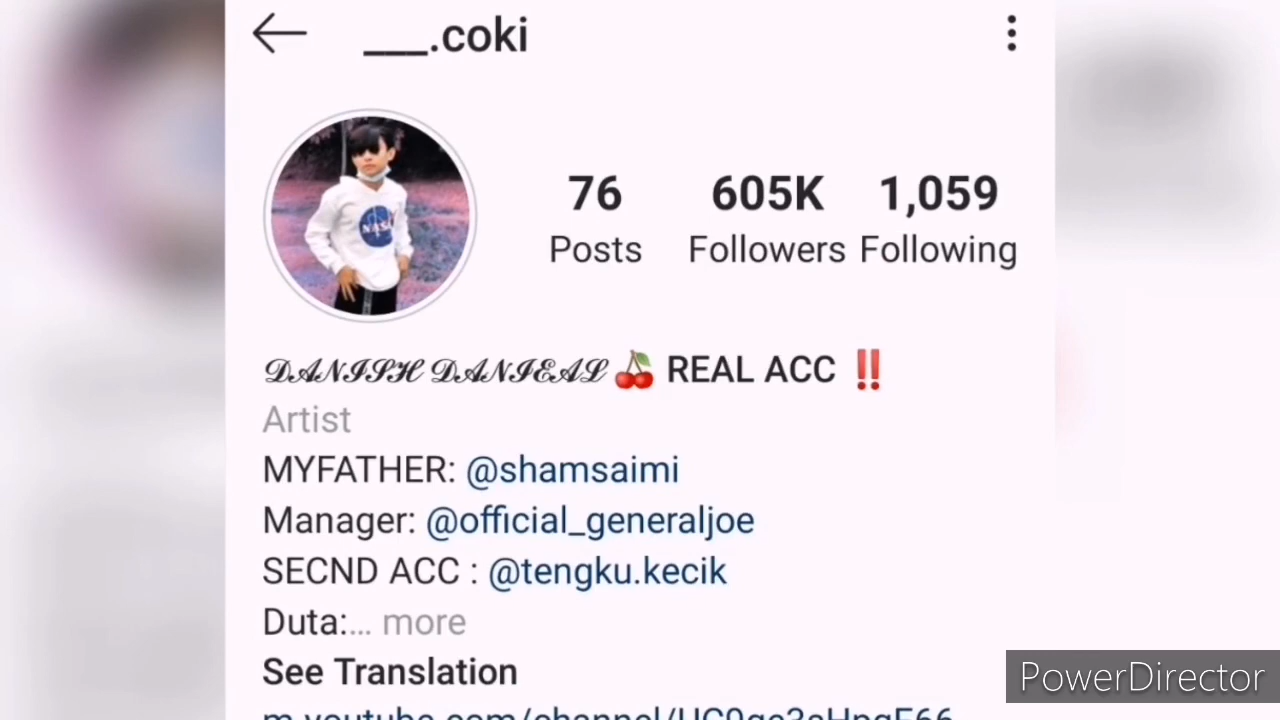 ___.coki
NASA
76 605K 1,059
Posts Followers Following
𝒟𝒜𝒩ℐ𝒮ℋ 𝒟𝒜𝒩ℐℰ𝒜ℒ 🍒 REAL ACC ‼️
Artist
MYFATHER: @shamsaimi
Manager: @official_generaljoe
SECND ACC : @tengku.kecik
Duta:... more
See Translation
PowerDirector